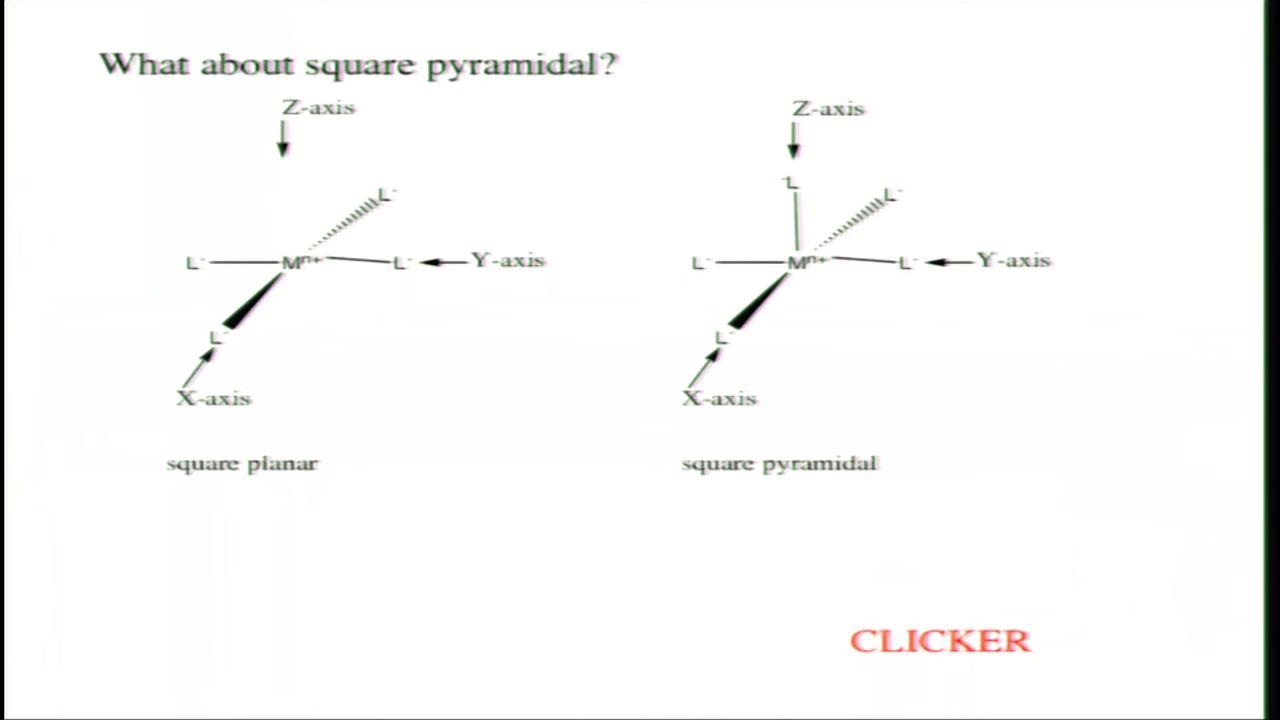 What about square pyramidal?
Z-axis
L⁻
L⁻
Mⁿ⁺
L⁻
Y-axis
L⁻
X-axis
square planar
Z-axis
⁻L
L⁻
L⁻
Mⁿ⁺
L⁻
Y-axis
L⁻
X-axis
square pyramidal
CLICKER